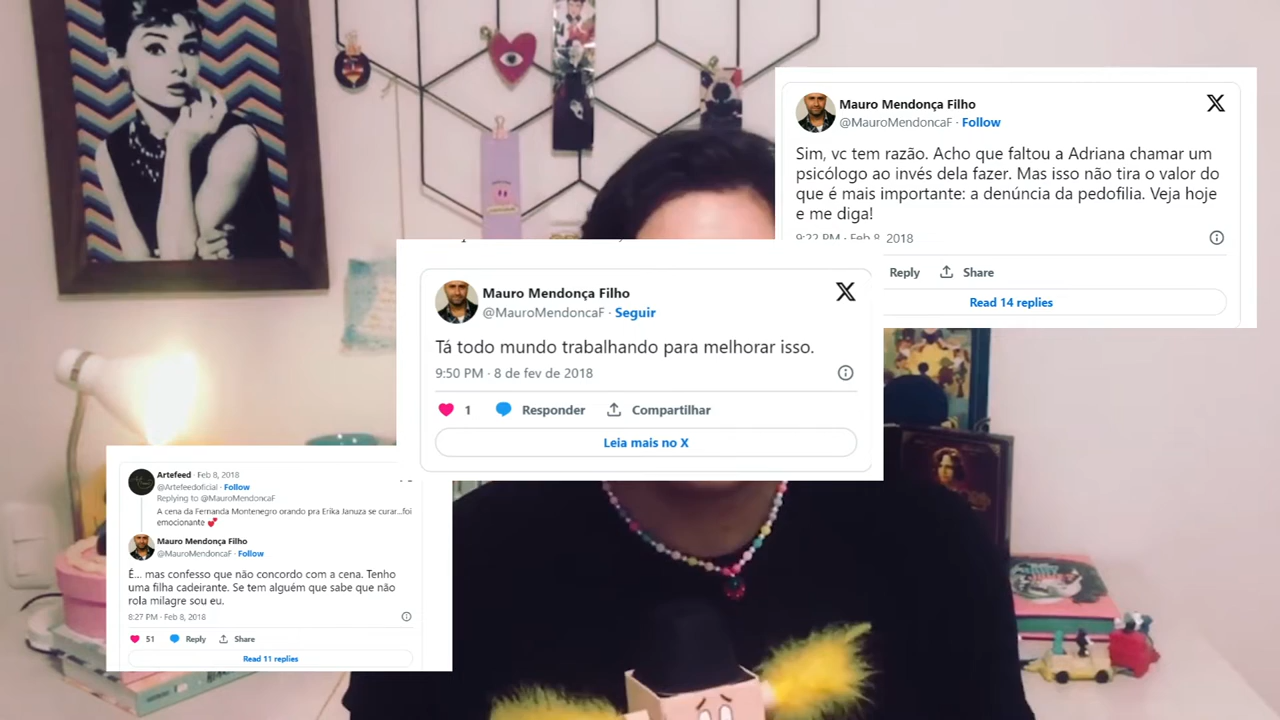 Mauro Mendonça Filho
@MauroMendoncaF · Follow
Sim, vc tem razão. Acho que faltou a Adriana chamar um
psicólogo ao invés dela fazer. Mas isso não tira o valor do
que é mais importante: a denúncia da pedofilia. Veja hoje
e me diga!
9:22 PM · Feb 8, 2018
Reply Share
Read 14 replies
Mauro Mendonça Filho
@MauroMendoncaF · Seguir
Tá todo mundo trabalhando para melhorar isso.
9:50 PM · 8 de fev de 2018
1 Responder Compartilhar
Leia mais no X
Artefeed · Feb 8, 2018
@Artefeedoficial · Follow
Replying to @MauroMendoncaF
A cena da Fernanda Montenegro orando pra Erika Januza se curar...foi
emocionante 💕
Mauro Mendonça Filho
@MauroMendoncaF · Follow
É... mas confesso que não concordo com a cena. Tenho
uma filha cadeirante. Se tem alguém que sabe que não
rola milagre sou eu.
8:27 PM · Feb 8, 2018
51 Reply Share
Read 11 replies